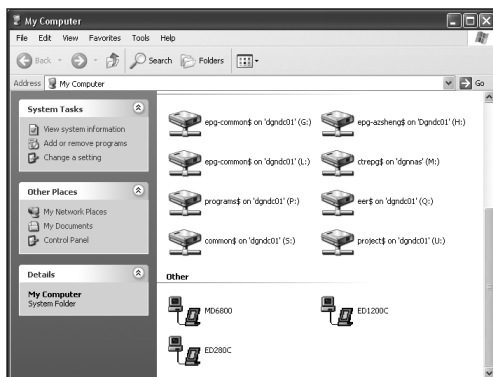 My Computer
File Edit View Favorites Tools Help
Back Search Folders
Address My Computer Go
System Tasks
View system information
Add or remove programs
Change a setting
Other Places
My Network Places
My Documents
Control Panel
Details
My Computer
System Folder
epg-common$ on 'dgndc01' (G:) epg-azsheng$ on 'Dgndc01' (H:)
epg-common$ on 'dgndc01' (L:) ctrepg$ on 'dgnnas' (M:)
programs$ on 'dgndc01' (P:) eer$ on 'dgndc01' (Q:)
common$ on 'dgndc01' (S:) project$ on 'dgndc01' (U:)
Other
MD6800 ED1200C
ED280C